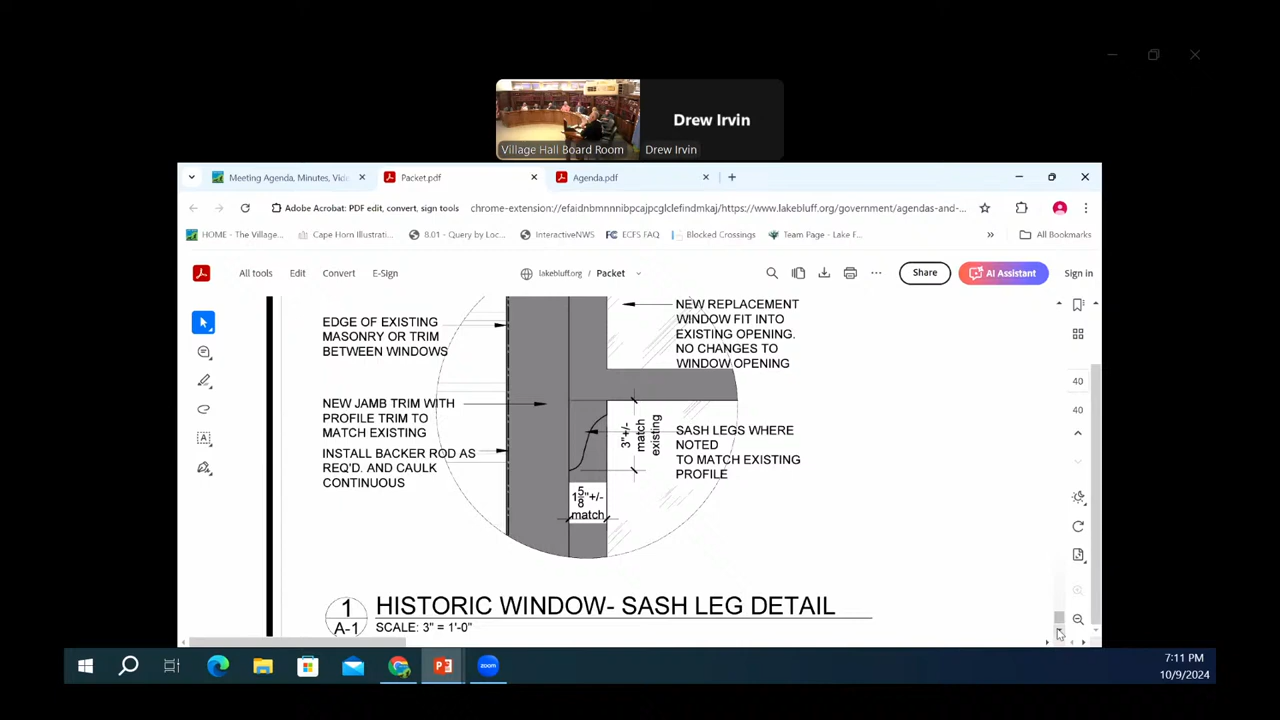 Drew Irvin
Village Hall Board Room
Drew Irvin
Meeting Agenda, Minutes, Vide
Packet.pdf
Agenda.pdf
Adobe Acrobat: PDF edit, convert, sign tools
chrome-extension://efaidnbmnnnibpcajpcglclefindmkaj/https://www.lakebluff.org/government/agendas-and-...
HOME - The Village...
Cape Horn Illustrati...
8.01 - Query by Loc...
InteractiveNWS
ECFS FAQ
Blocked Crossings
Team Page - Lake F...
All Bookmarks
All tools
Edit
Convert
E-Sign
lakebluff.org / Packet
Share
AI Assistant
Sign in
EDGE OF EXISTING
MASONRY OR TRIM
BETWEEN WINDOWS
NEW REPLACEMENT
WINDOW FIT INTO
EXISTING OPENING.
NO CHANGES TO
WINDOW OPENING
NEW JAMB TRIM WITH
PROFILE TRIM TO
MATCH EXISTING
INSTALL BACKER ROD AS
REQ'D. AND CAULK
CONTINUOUS
3"+/-
match
existing
SASH LEGS WHERE
NOTED
TO MATCH EXISTING
PROFILE
1 5/8"+/-
match
40
40
1
A-1
HISTORIC WINDOW- SASH LEG DETAIL
SCALE: 3" = 1'-0"
zoom
7:11 PM
10/9/2024